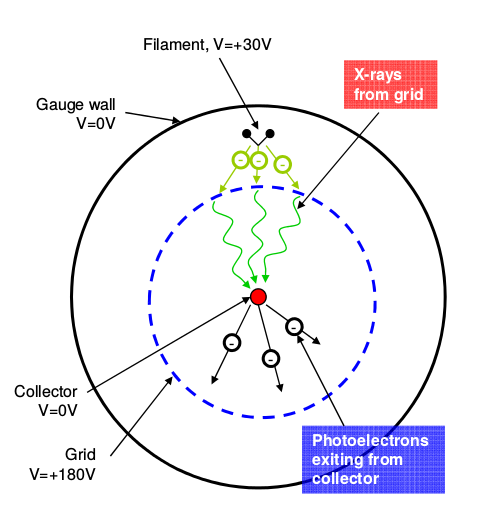 Filament, V=+30V
X-rays
from grid
Gauge wall
V=0V
-
-
-
-
-
-
Collector
V=0V
Grid
V=+180V
Photoelectrons
exiting from
collector